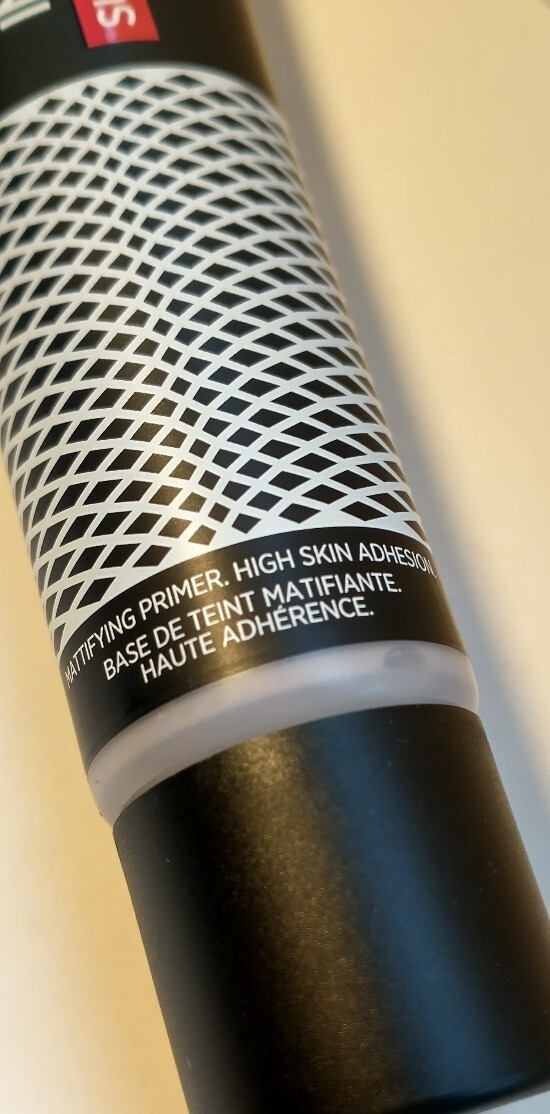 MATTIFYING PRIMER. HIGH SKIN ADHESION.
BASE DE TEINT MATIFIANTE.
HAUTE ADHÉRENCE.